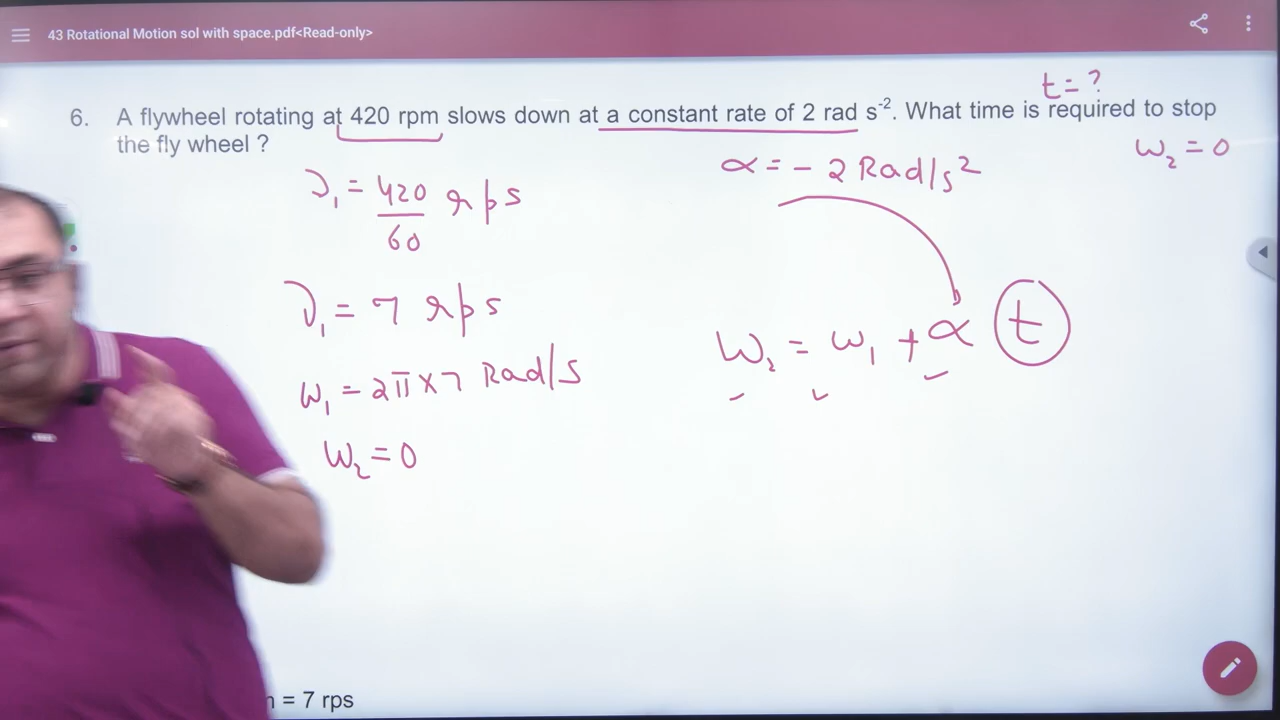 43 Rotational Motion sol with space.pdf<Read-only>
t = ?
6. A flywheel rotating at 420 rpm slows down at a constant rate of 2 rad s⁻². What time is required to stop
the fly wheel ?
ω₂ = 0
ν₁ = 420/60 rps
α = − 2 Rad/s²
ν₁ = 7 rps
ω₂ = ω₁ + α t
ω₁ = 2π × 7 Rad/s
ω₂ = 0
= 7 rps